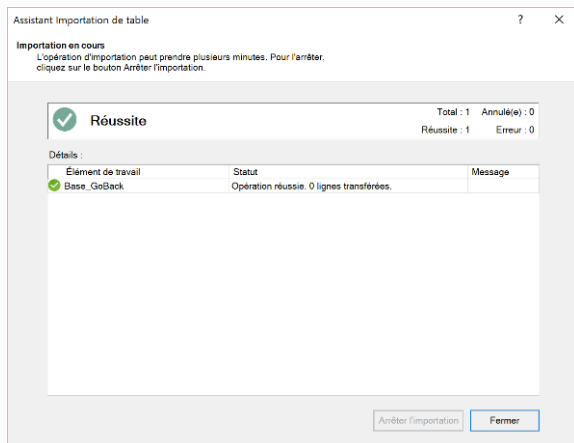 Assistant Importation de table
?
Importation en cours
L'opération d'importation peut prendre plusieurs minutes. Pour l'arrêter,
cliquez sur le bouton Arrêter l'importation.
Réussite
Total : 1 Annulé(e) : 0
Réussite : 1 Erreur : 0
Détails :
Élément de travail Statut Message
Base_GoBack Opération réussie. 0 lignes transférées.
Arrêter l'importation Fermer